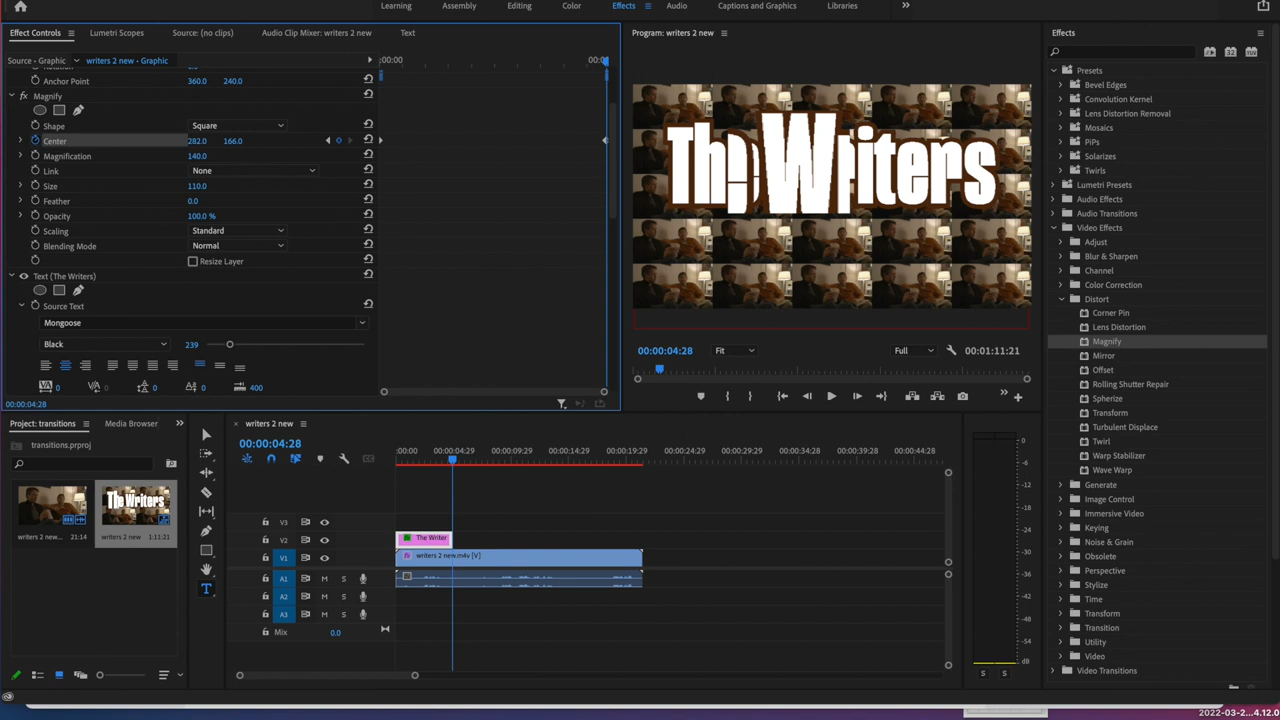 Learning Assembly Editing Color Effects Audio Captions and Graphics Libraries
Effect Controls Lumetri Scopes Source: (no clips) Audio Clip Mixer: writers 2 new Text
Program: writers 2 new
Effects
Source - Graphic writers 2 new - Graphic :00:00
Anchor Point 360.0 240.0
fx Magnify
Shape Square
Center 282.0 166.0
Magnification 140.0
Link None
Size 110.0
Feather 0.0
Opacity 100.0 %
Scaling Standard
Blending Mode Normal
Resize Layer
Text (The Writers)
Source Text
Mongoose
Black 239
0 0 0 0 400
00:00:04:28
The Writers
00:00:04:28 Fit Full 00:01:11:21
Presets
Bevel Edges
Convolution Kernel
Lens Distortion Removal
Mosaics
PiPs
Solarizes
Twirls
Lumetri Presets
Audio Effects
Audio Transitions
Video Effects
Adjust
Blur & Sharpen
Channel
Color Correction
Distort
Corner Pin
Lens Distortion
Magnify
Mirror
Offset
Rolling Shutter Repair
Spherize
Transform
Turbulent Displace
Twirl
Warp Stabilizer
Wave Warp
Generate
Image Control
Immersive Video
Keying
Noise & Grain
Obsolete
Perspective
Stylize
Time
Transform
Transition
Utility
Video
Video Transitions
Project: transitions Media Browser
transitions.prproj
The Writers
writers 2 new... 21:14 writers 2 new 1:11:21
writers 2 new
00:00:04:28
:00:00 00:00:04:29 00:00:09:29 00:00:14:29 00:00:19:29 00:00:24:29 00:00:29:29 00:00:34:28 00:00:39:28 00:00:44:28
V3
V2 The Writer
V1 writers 2 new.m4v [V]
A1 M S
A2 M S
A3 M S
Mix 0.0
0
-6
-12
-18
-24
-30
-36
-42
-48
-54
dB
S S
2022-03-2...4.12.0